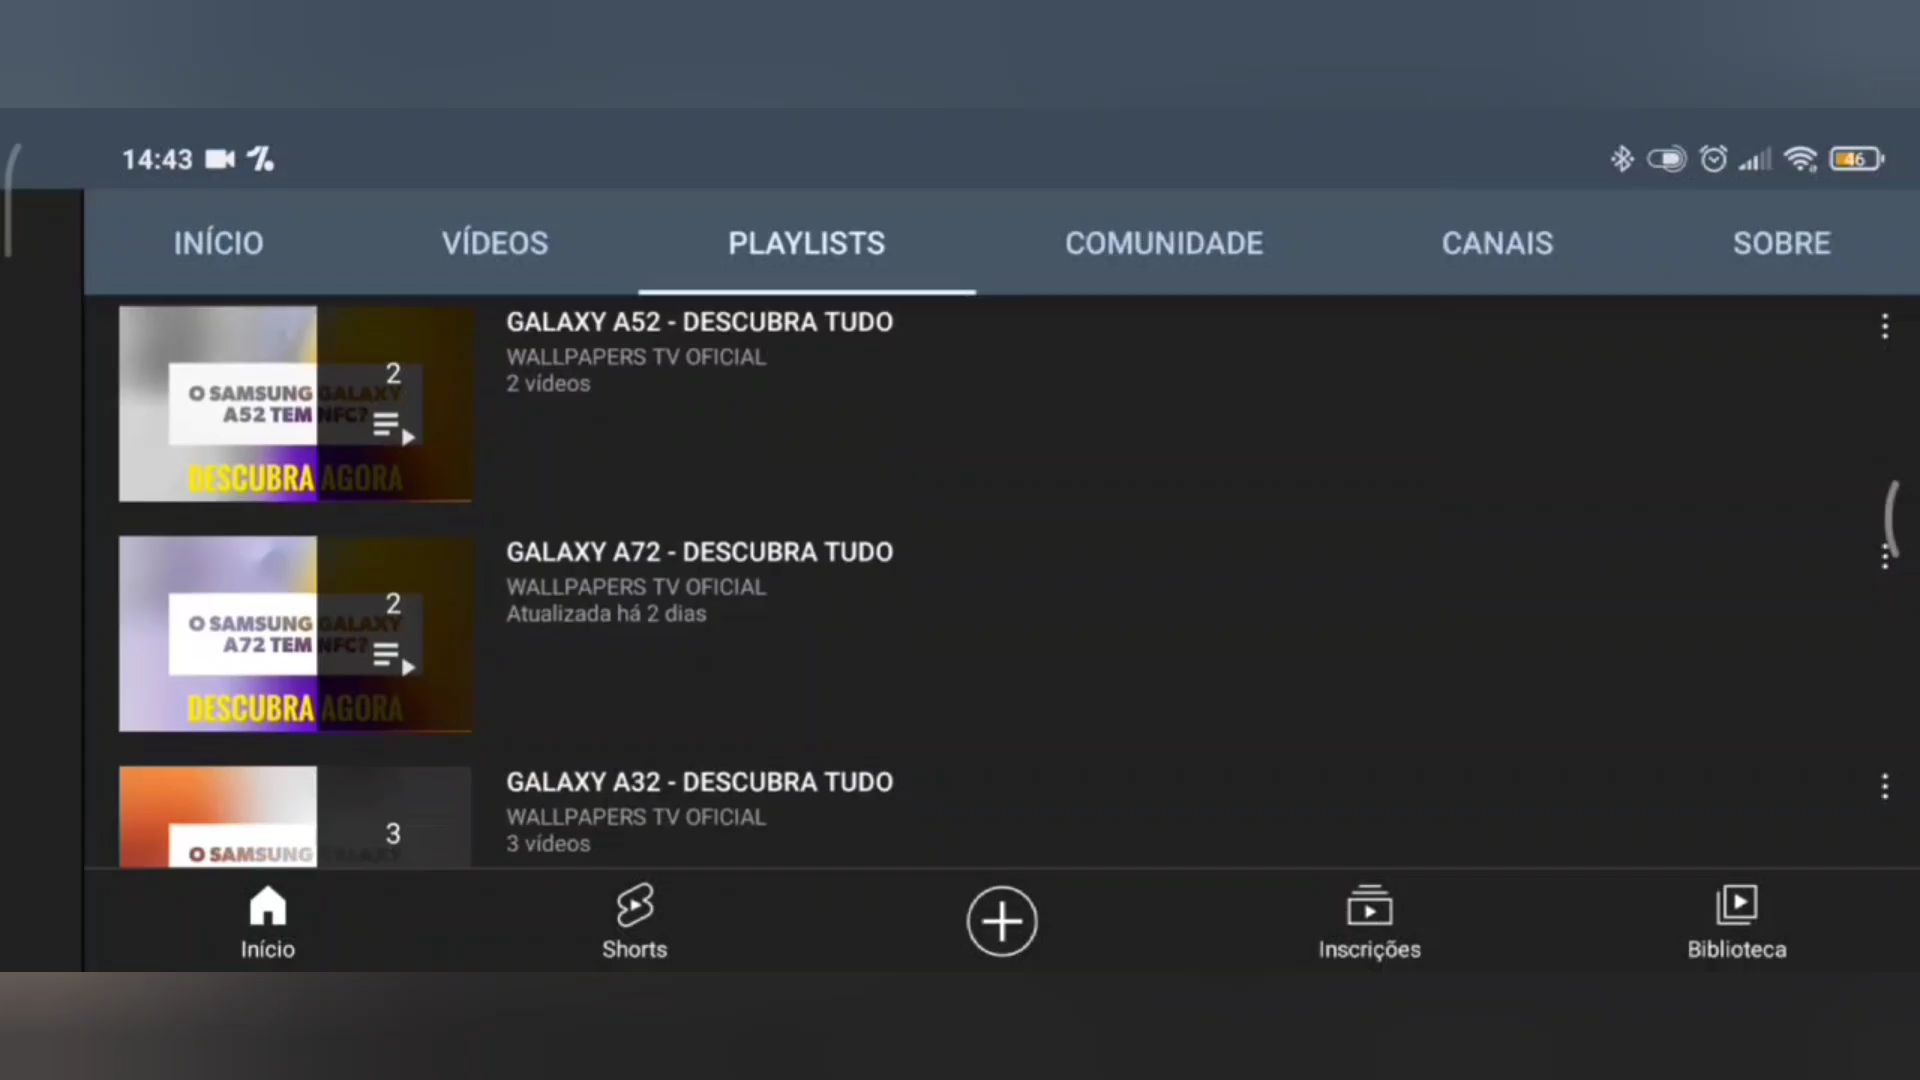 14:43
46
INÍCIO VÍDEOS PLAYLISTS COMUNIDADE CANAIS SOBRE
GALAXY A52 - DESCUBRA TUDO
WALLPAPERS TV OFICIAL
2 vídeos
2
O SAMSUNG GALAXY
A52 TEM NFC?
DESCUBRA AGORA
GALAXY A72 - DESCUBRA TUDO
WALLPAPERS TV OFICIAL
Atualizada há 2 dias
2
O SAMSUNG GALAXY
A72 TEM NFC?
DESCUBRA AGORA
GALAXY A32 - DESCUBRA TUDO
WALLPAPERS TV OFICIAL
3 vídeos
3
O SAMSUNG GALAXY
Início Shorts Inscrições Biblioteca